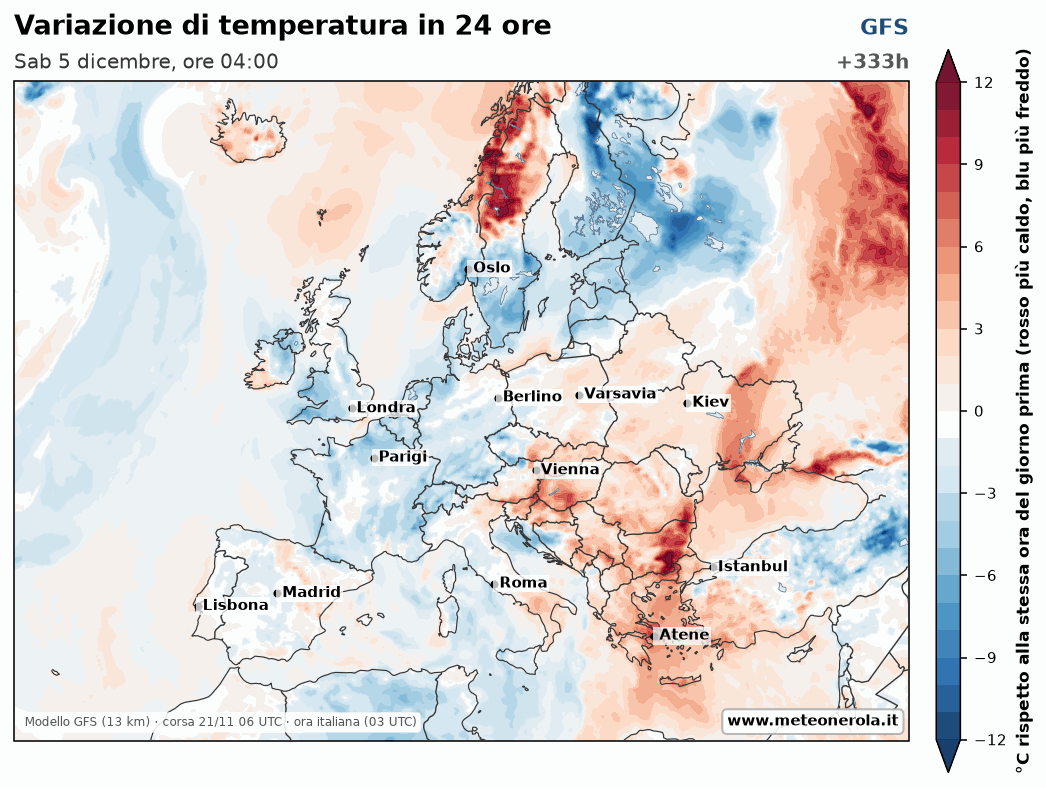 Variazione di temperatura in 24 ore
GFS
Sab 5 dicembre, ore 04:00
+333h
Oslo
Londra
Berlino
Varsavia
Kiev
Parigi
Vienna
Istanbul
Roma
Madrid
Lisbona
Atene
Modello GFS (13 km) · corsa 21/11 06 UTC · ora italiana (03 UTC)
www.meteonerola.it
12
9
6
3
0
−3
−6
−9
−12
°C rispetto alla stessa ora del giorno prima (rosso più caldo, blu più freddo)